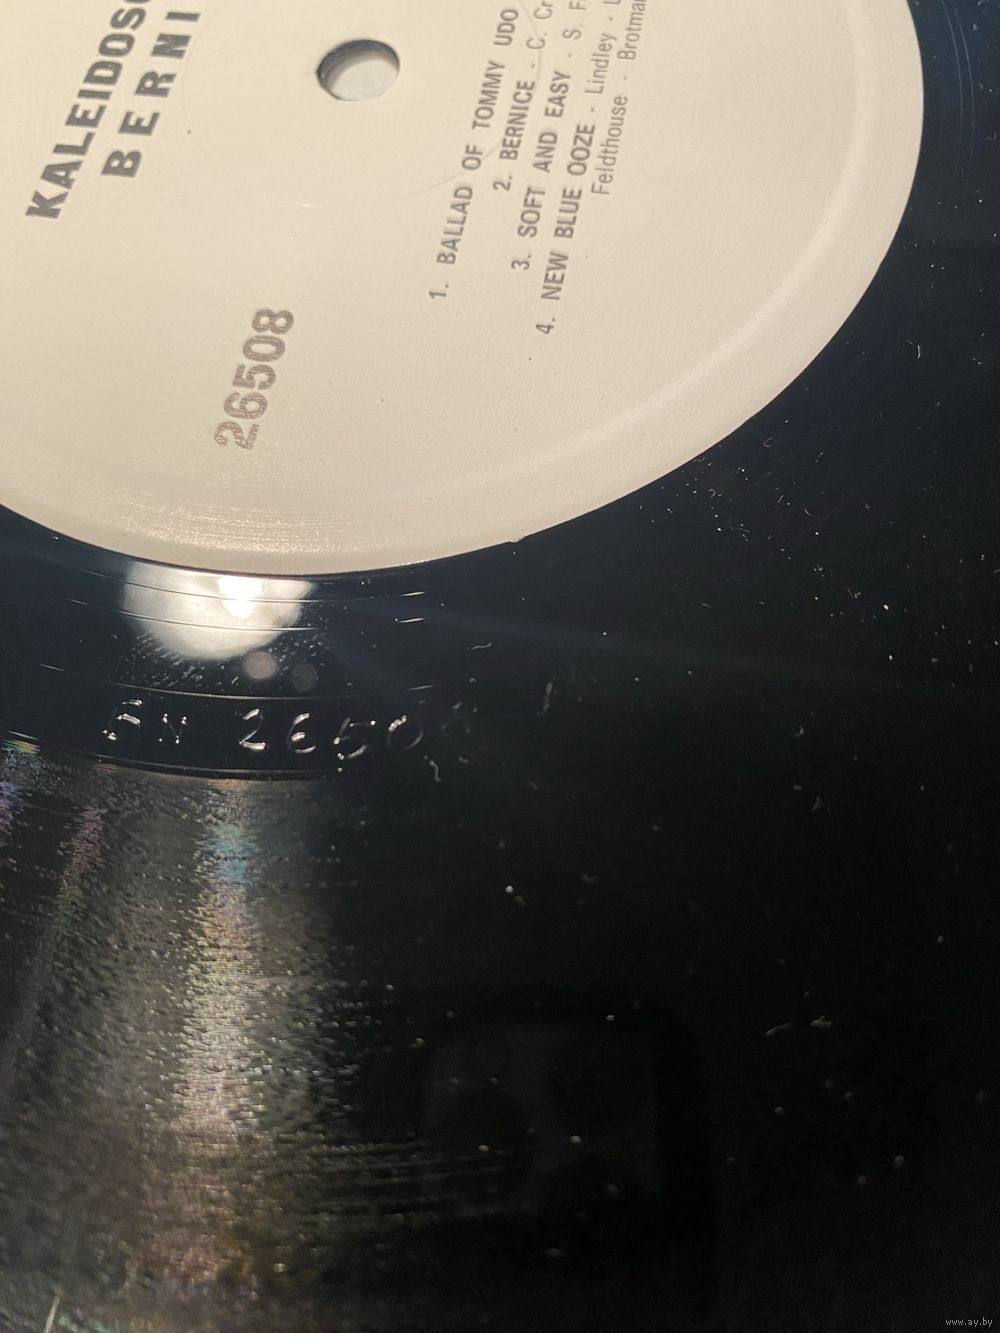 KALEIDOSC
BERNI
26508
1. BALLAD OF TOMMY UDO
2. BERNICE - C. Cr
3. SOFT AND EASY - S. F
4. NEW BLUE OOZE - Lindley - L
Feldthouse - Brotma
EN 26508
www.ay.by